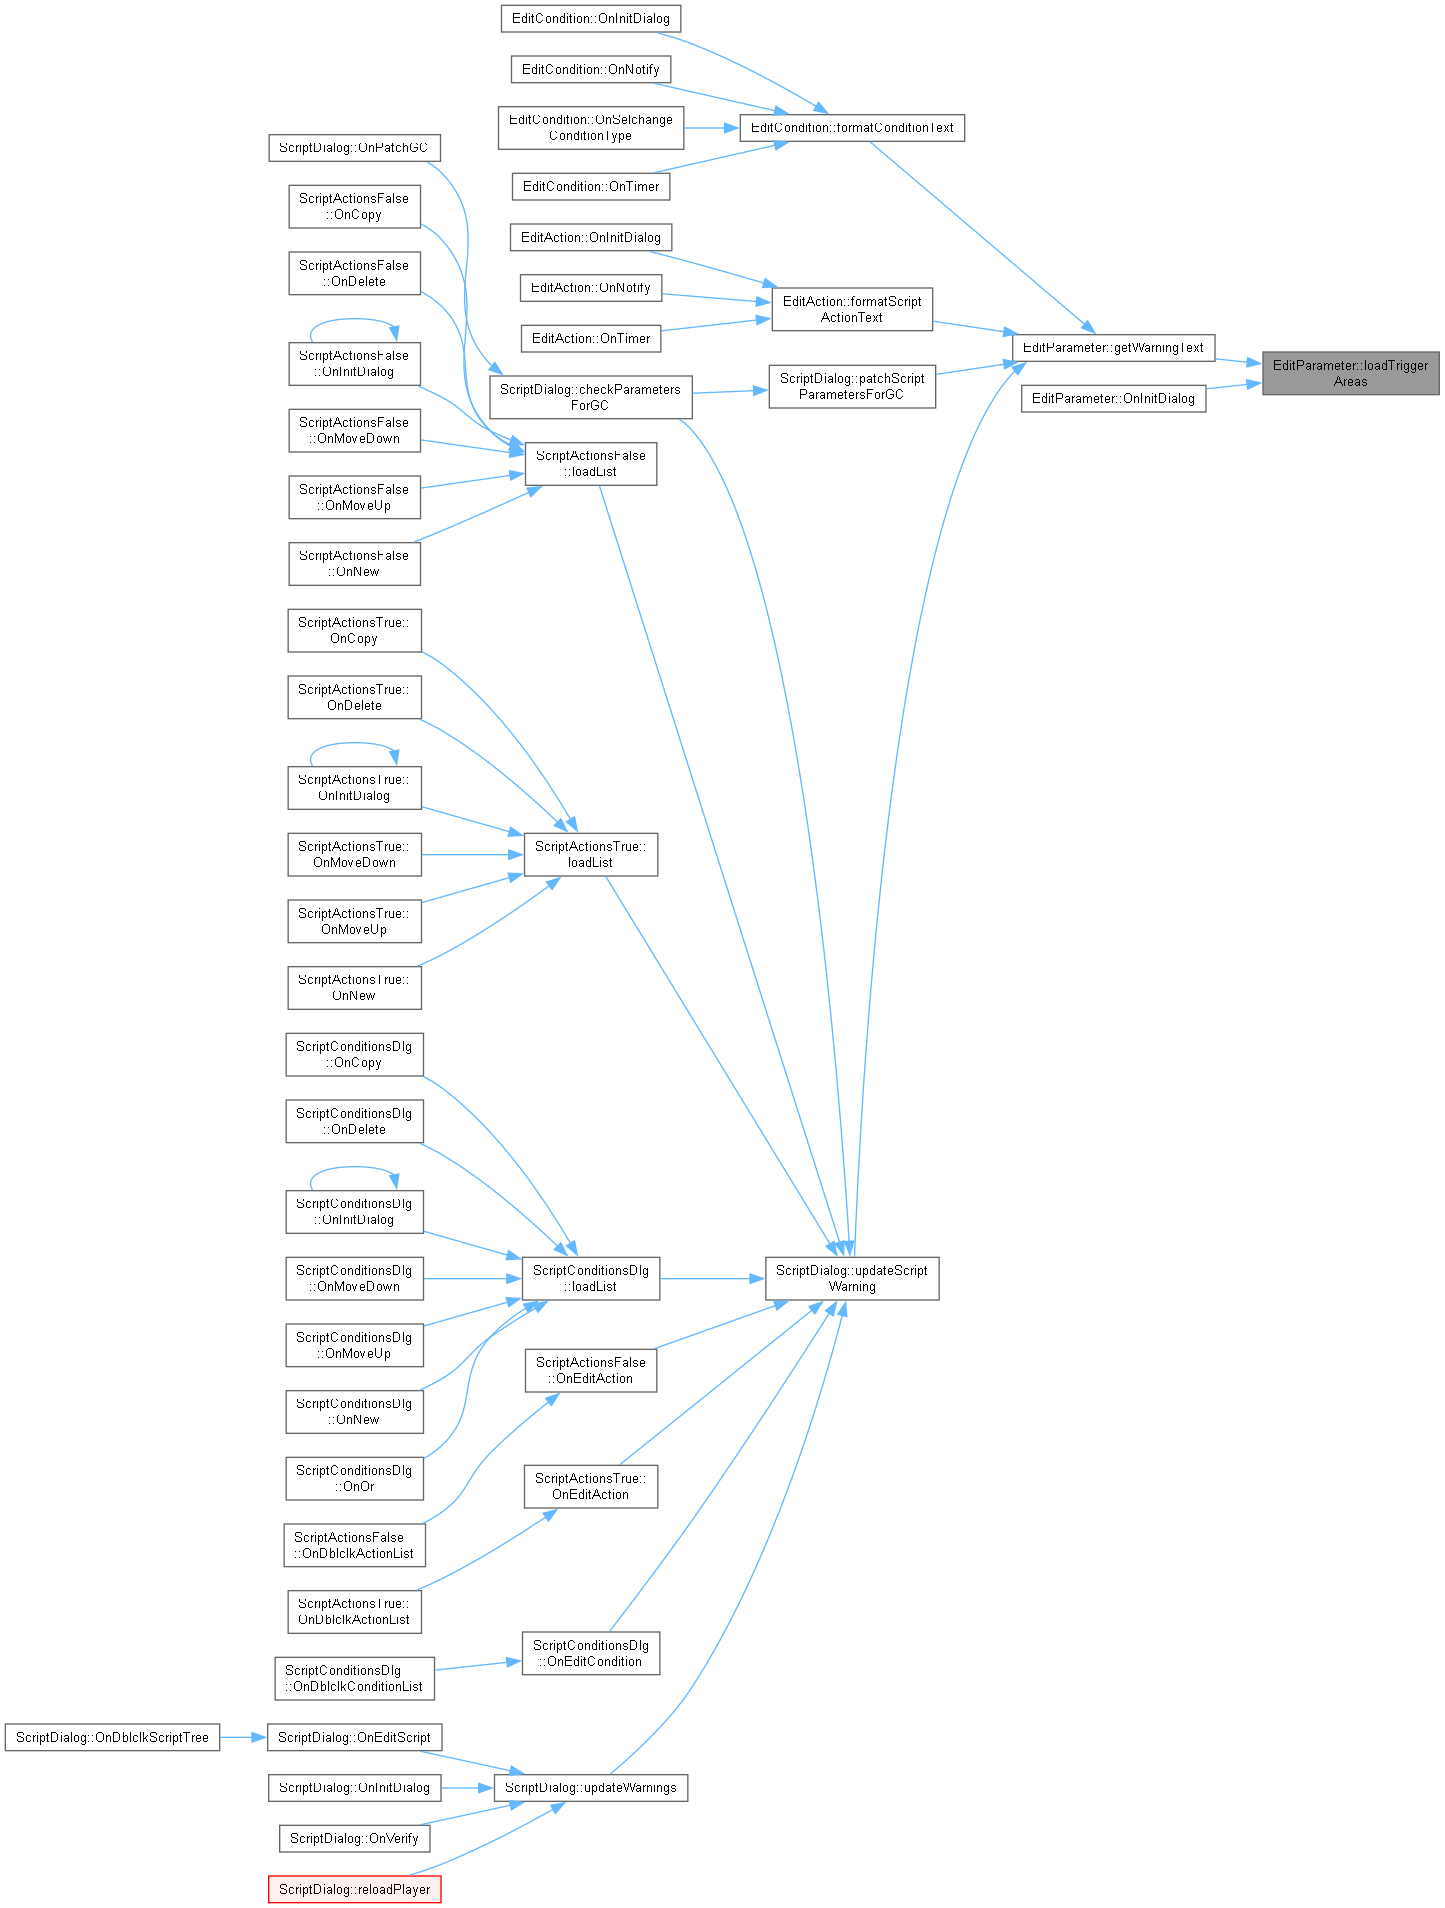 EditCondition::OnInitDialog
EditCondition::OnNotify
EditCondition::OnSelchange
ConditionType
EditCondition::formatConditionText
ScriptDialog::OnPatchGC
EditCondition::OnTimer
ScriptActionsFalse
::OnCopy
EditAction::OnInitDialog
ScriptActionsFalse
::OnDelete
EditAction::OnNotify
EditAction::formatScript
ActionText
EditAction::OnTimer
EditParameter::getWarningText
ScriptActionsFalse
::OnInitDialog
EditParameter::loadTrigger
Areas
ScriptDialog::checkParameters
ForGC
ScriptDialog::patchScript
ParametersForGC
EditParameter::OnInitDialog
ScriptActionsFalse
::OnMoveDown
ScriptActionsFalse
::loadList
ScriptActionsFalse
::OnMoveUp
ScriptActionsFalse
::OnNew
ScriptActionsTrue::
OnCopy
ScriptActionsTrue::
OnDelete
ScriptActionsTrue::
OnInitDialog
ScriptActionsTrue::
OnMoveDown
ScriptActionsTrue::
loadList
ScriptActionsTrue::
OnMoveUp
ScriptActionsTrue::
OnNew
ScriptConditionsDlg
::OnCopy
ScriptConditionsDlg
::OnDelete
ScriptConditionsDlg
::OnInitDialog
ScriptConditionsDlg
::OnMoveDown
ScriptConditionsDlg
::loadList
ScriptDialog::updateScript
Warning
ScriptConditionsDlg
::OnMoveUp
ScriptActionsFalse
::OnEditAction
ScriptConditionsDlg
::OnNew
ScriptConditionsDlg
::OnOr
ScriptActionsTrue::
OnEditAction
ScriptActionsFalse
::OnDblclkActionList
ScriptActionsTrue::
OnDblclkActionList
ScriptConditionsDlg
::OnEditCondition
ScriptConditionsDlg
::OnDblclkConditionList
ScriptDialog::OnDblclkScriptTree
ScriptDialog::OnEditScript
ScriptDialog::OnInitDialog
ScriptDialog::updateWarnings
ScriptDialog::OnVerify
ScriptDialog::reloadPlayer